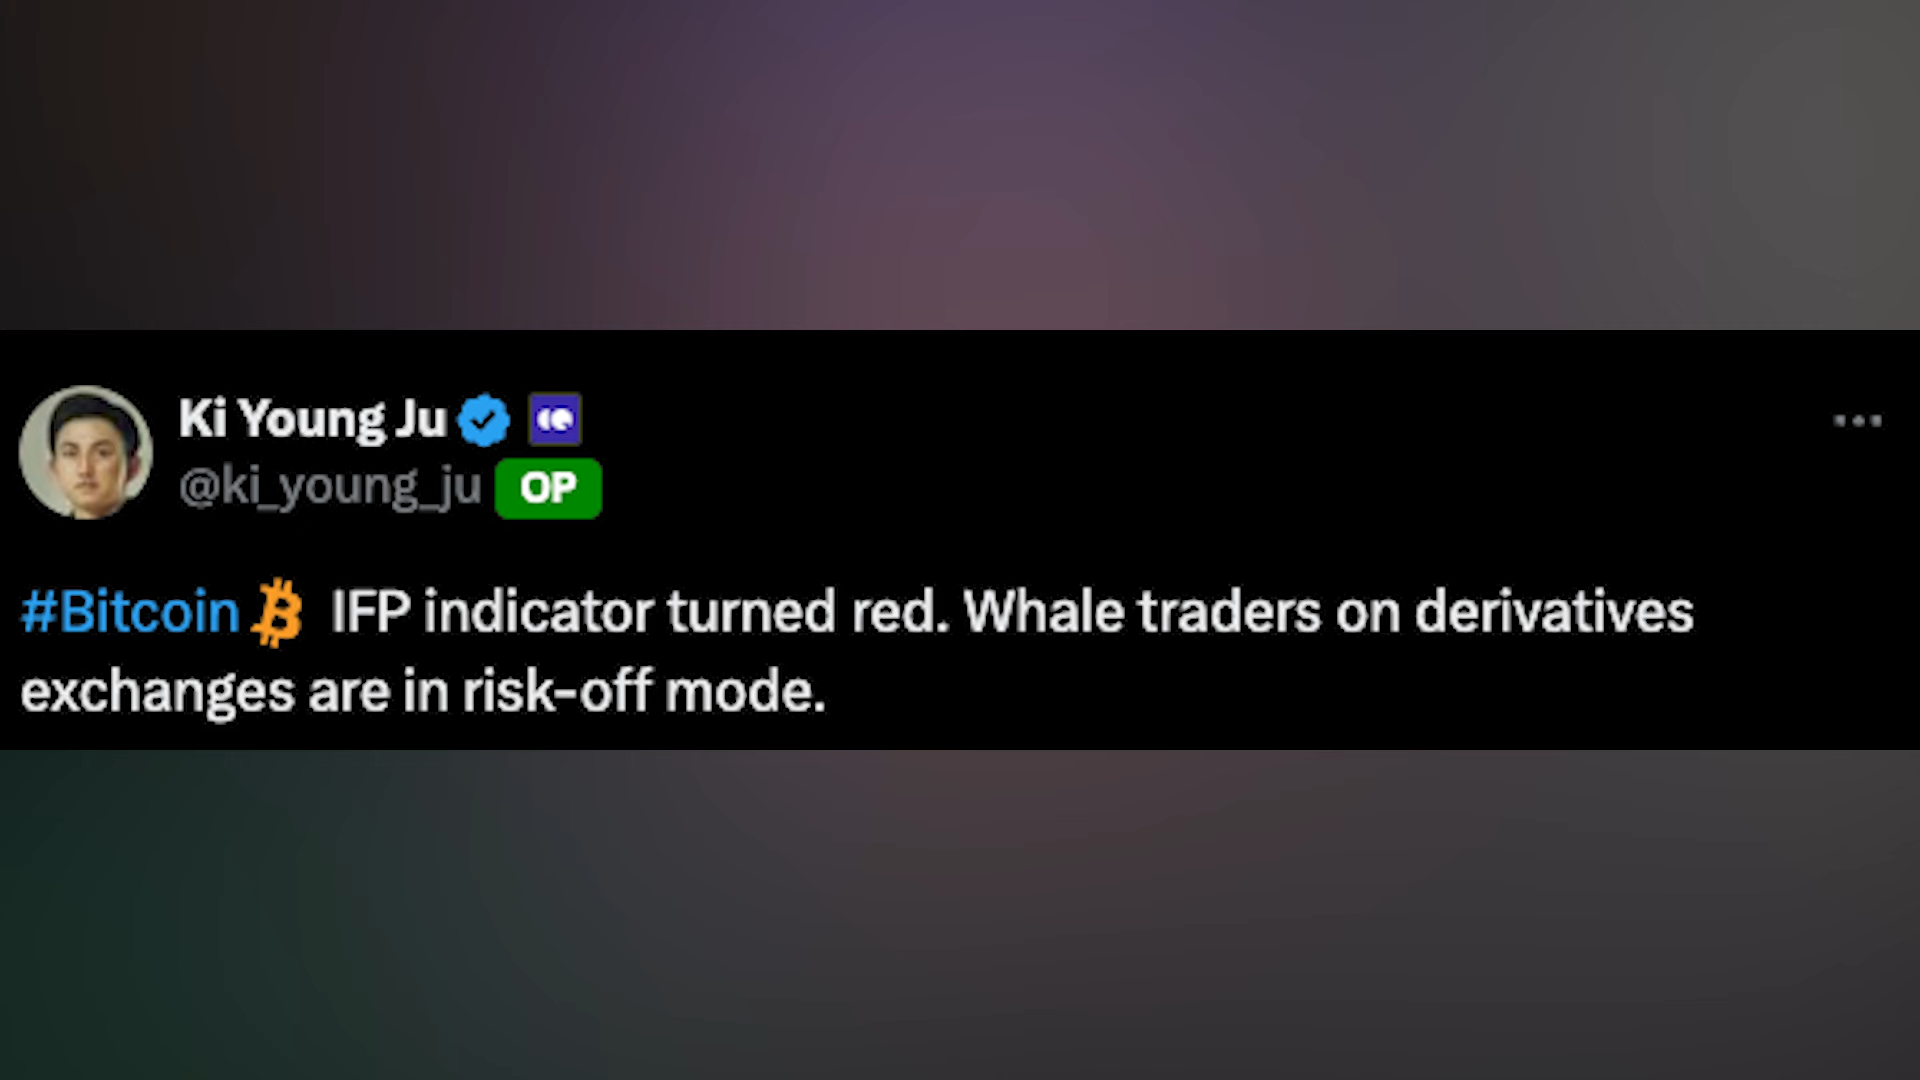 Ki Young Ju
@ki_young_ju OP
#Bitcoin IFP indicator turned red. Whale traders on derivatives
exchanges are in risk-off mode.